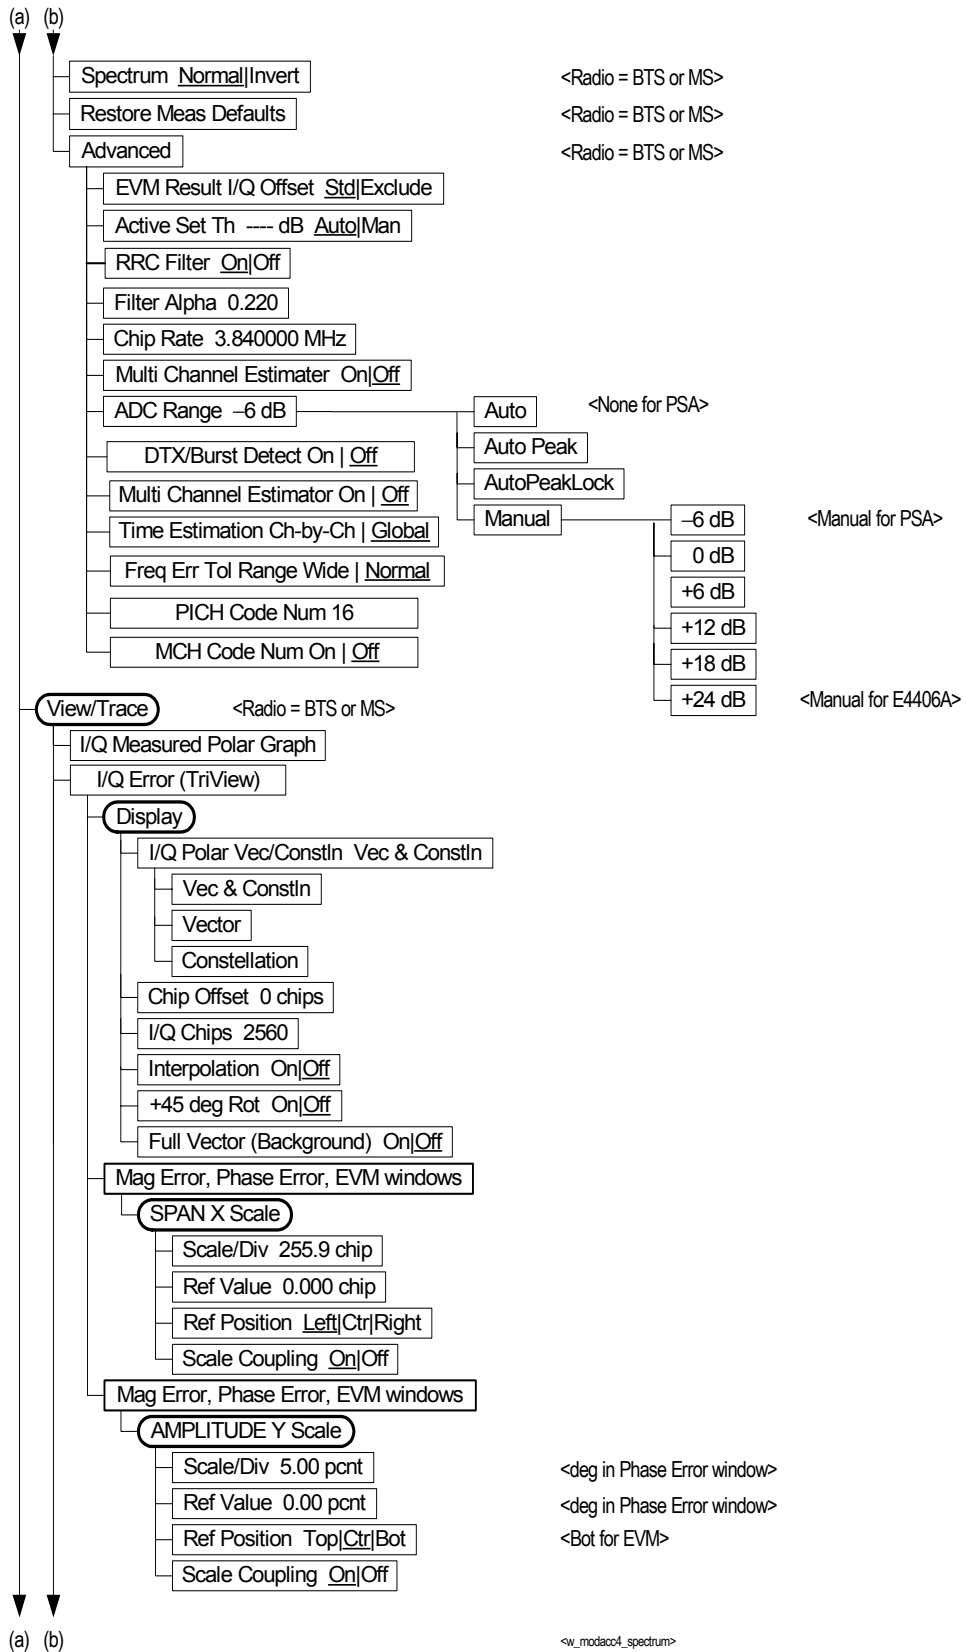 (a) (b)
Spectrum Normal|Invert <Radio = BTS or MS>
Restore Meas Defaults <Radio = BTS or MS>
Advanced <Radio = BTS or MS>
EVM Result I/Q Offset Std|Exclude
Active Set Th ---- dB Auto|Man
RRC Filter On|Off
Filter Alpha 0.220
Chip Rate 3.840000 MHz
Multi Channel Estimater On|Off
ADC Range –6 dB
Auto <None for PSA>
Auto Peak
AutoPeakLock
Manual
–6 dB <Manual for PSA>
0 dB
+6 dB
+12 dB
+18 dB
+24 dB <Manual for E4406A>
DTX/Burst Detect On | Off
Multi Channel Estimator On | Off
Time Estimation Ch-by-Ch | Global
Freq Err Tol Range Wide | Normal
PICH Code Num 16
MCH Code Num On | Off
View/Trace <Radio = BTS or MS>
I/Q Measured Polar Graph
I/Q Error (TriView)
Display
I/Q Polar Vec/Constln Vec & Constln
Vec & Constln
Vector
Constellation
Chip Offset 0 chips
I/Q Chips 2560
Interpolation On|Off
+45 deg Rot On|Off
Full Vector (Background) On|Off
Mag Error, Phase Error, EVM windows
SPAN X Scale
Scale/Div 255.9 chip
Ref Value 0.000 chip
Ref Position Left|Ctr|Right
Scale Coupling On|Off
Mag Error, Phase Error, EVM windows
AMPLITUDE Y Scale
Scale/Div 5.00 pcnt <deg in Phase Error window>
Ref Value 0.00 pcnt <deg in Phase Error window>
Ref Position Top|Ctr|Bot <Bot for EVM>
Scale Coupling On|Off
(a) (b)
<w_modacc4_spectrum>